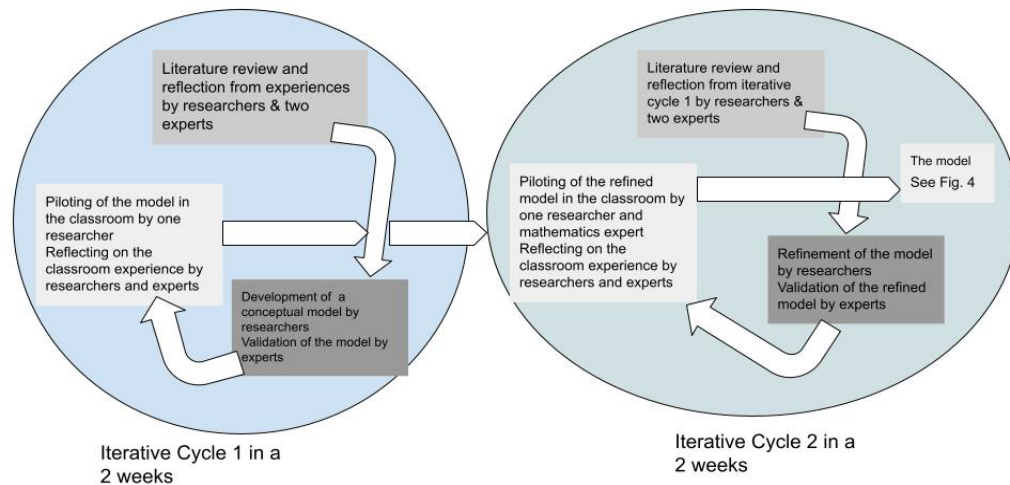 Literature review and
reflection from experiences
by researchers & two
experts
Piloting of the model in
the classroom by one
researcher
Reflecting on the
classroom experience by
researchers and experts
Development of a
conceptual model by
researchers
Validation of the model by
experts
Iterative Cycle 1 in a
2 weeks
Literature review and
reflection from iterative
cycle 1 by researchers &
two experts
The model
See Fig. 4
Piloting of the refined
model in the classroom by
one researcher and
mathematics expert
Reflecting on the
classroom experience by
researchers and experts
Refinement of the model
by researchers
Validation of the refined
model by experts
Iterative Cycle 2 in a
2 weeks